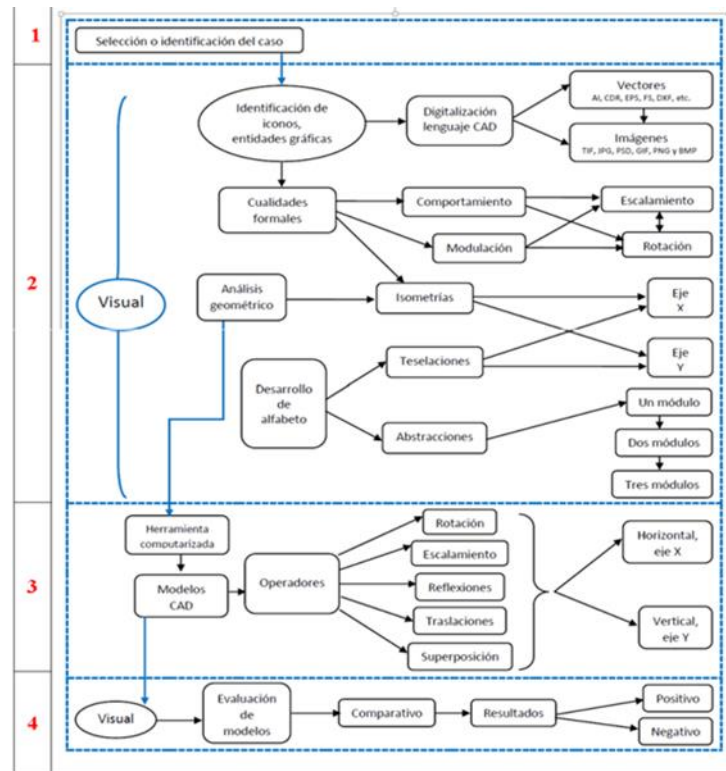 1
Selección o identificación del caso
2
Visual
Identificación de
iconos,
entidades gráficas
Digitalización
lenguaje CAD
Vectores
AI, CDR, EPS, FS, DXF, etc.
Imágenes
TIF, JPG, PSD, GIF, PNG y BMP
Cualidades
formales
Comportamiento
Escalamiento
Modulación
Rotación
Análisis
geométrico
Isometrías
Eje
X
Teselaciones
Eje
Y
Desarrollo
de
alfabeto
Abstracciones
Un módulo
Dos módulos
Tres módulos
3
Herramienta
computarizada
Modelos
CAD
Operadores
Rotación
Escalamiento
Reflexiones
Traslaciones
Superposición
Horizontal,
eje X
Vertical,
eje Y
4
Visual
Evaluación
de
modelos
Comparativo
Resultados
Positivo
Negativo